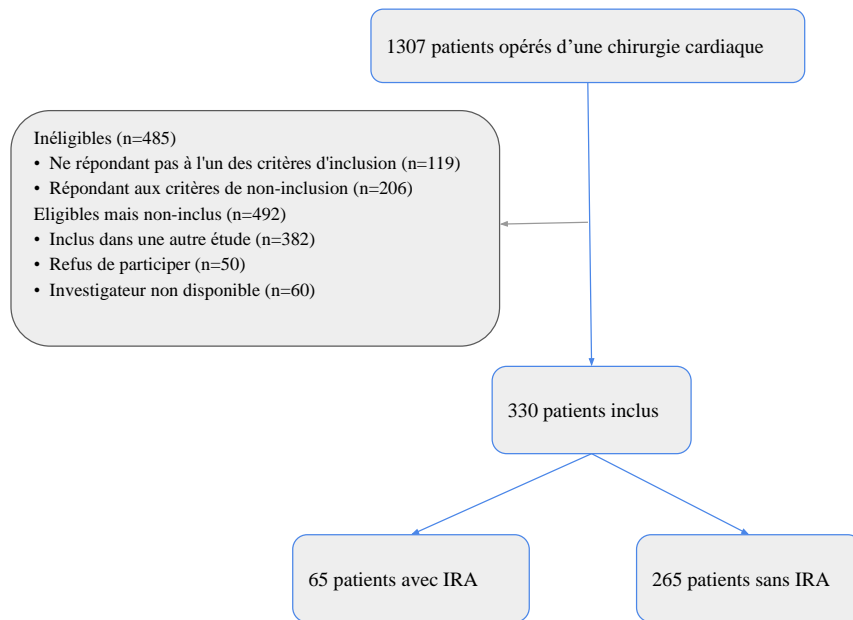 1307 patients opérés d’une chirurgie cardiaque
Inéligibles (n=485)
• Ne répondant pas à l'un des critères d'inclusion (n=119)
• Répondant aux critères de non-inclusion (n=206)
Eligibles mais non-inclus (n=492)
• Inclus dans une autre étude (n=382)
• Refus de participer (n=50)
• Investigateur non disponible (n=60)
330 patients inclus
65 patients avec IRA
265 patients sans IRA